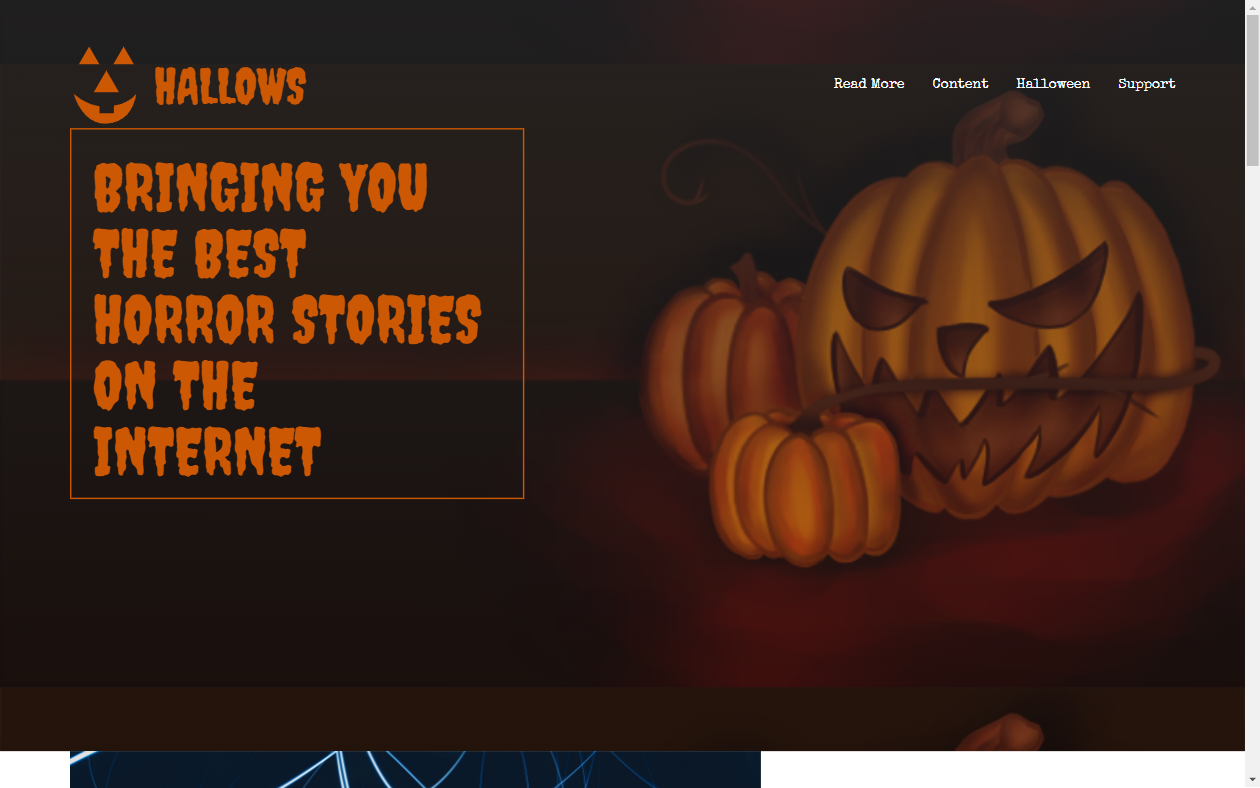 HALLOWS
Read More Content Halloween Support
BRINGING YOU
THE BEST
HORROR STORIES
ON THE
INTERNET